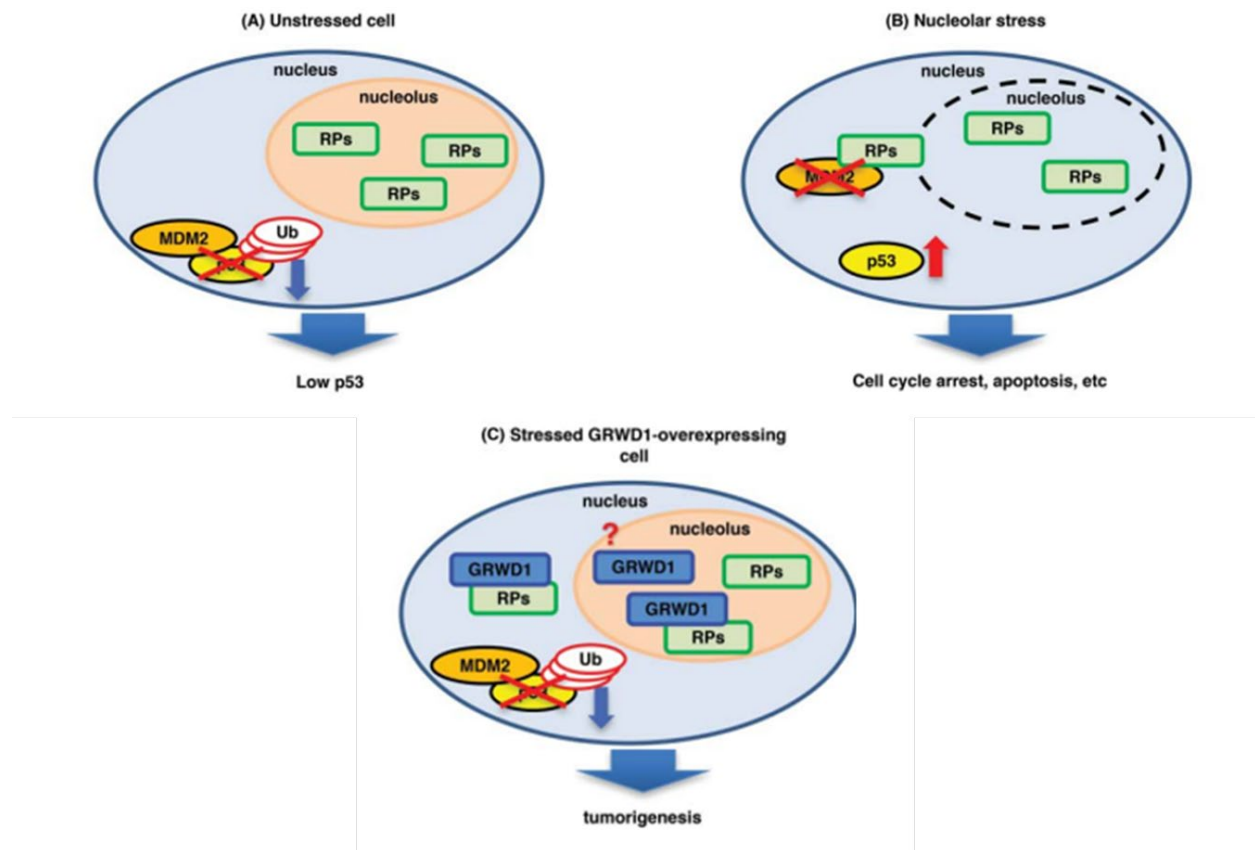 (A) Unstressed cell
nucleus
nucleolus
RPs
RPs
RPs
MDM2
Ub
Low p53
(B) Nucleolar stress
nucleus
nucleolus
RPs
RPs
RPs
MDM2
p53
Cell cycle arrest, apoptosis, etc
(C) Stressed GRWD1-overexpressing
cell
nucleus
nucleolus
?
GRWD1
RPs
GRWD1
RPs
GRWD1
RPs
MDM2
Ub
tumorigenesis